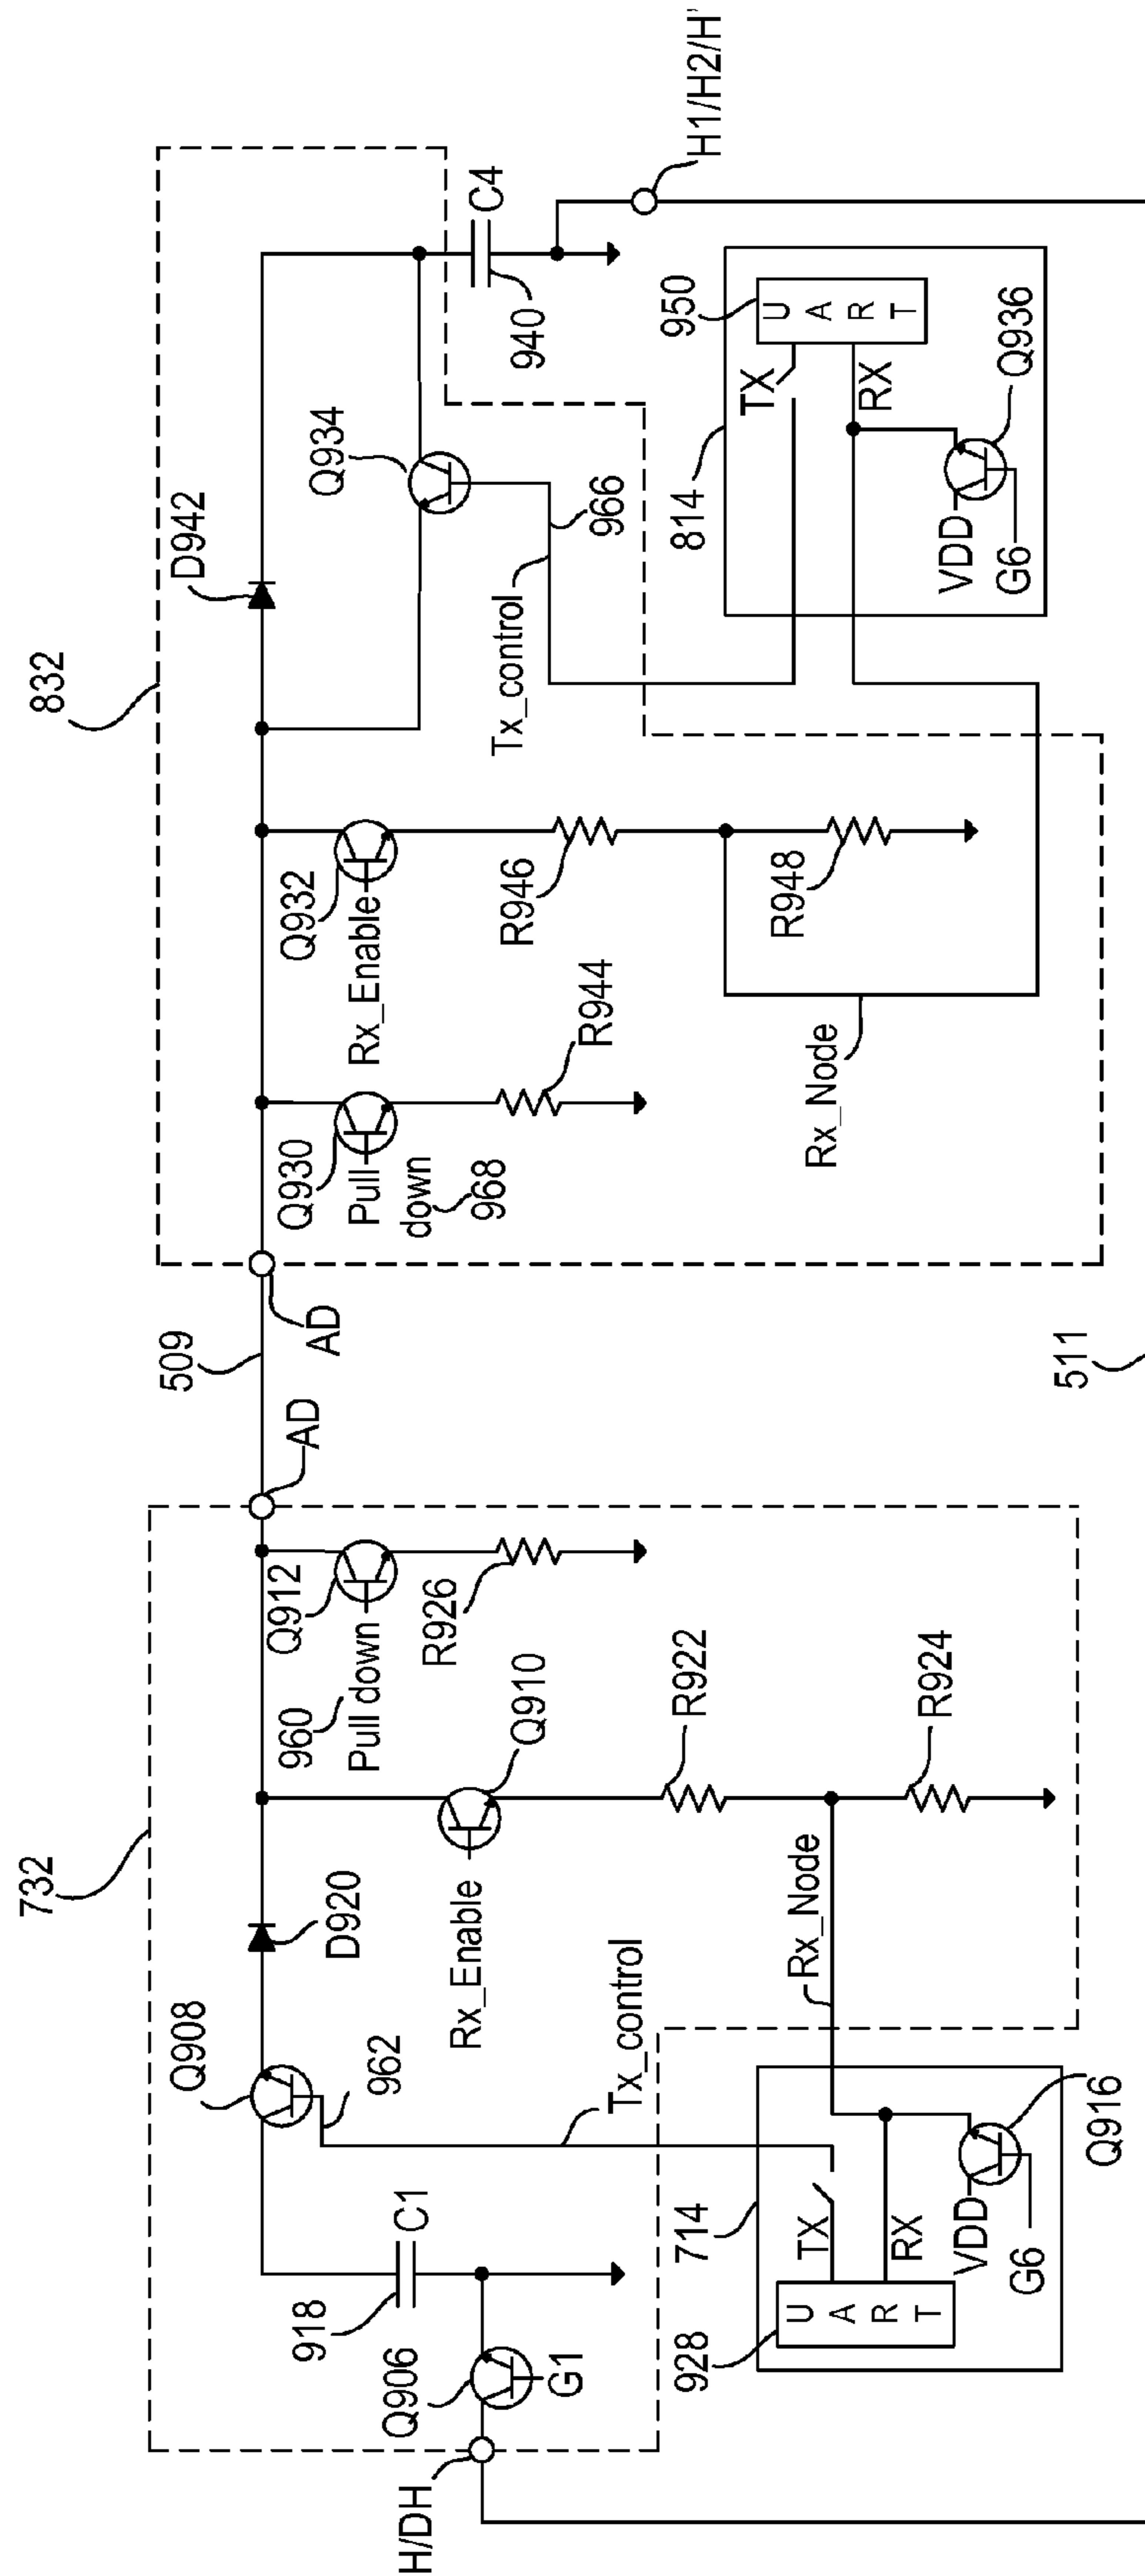 732
Q908
D920
962
C1
918
Q906
G1
H/DH
Q912
960
Pull down
R926
Q910
Rx_Enable
R922
R924
Rx_Node
Tx_control
714
TX
RX
928
U
A
R
T
VDD
G6
Q916
AD
509
AD
511
832
D942
Q934
C4
940
H1/H2/H
Q932
Rx_Enable
Q930
Pull
down
968
R944
R946
R948
Rx_Node
Tx_control
966
814
TX
RX
950
U
A
R
T
VDD
G6
Q936